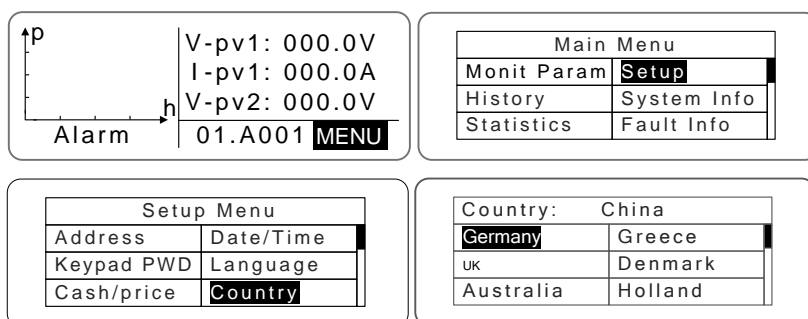 p
V-pv1: 000.0V
I-pv1: 000.0A
h V-pv2: 000.0V
Alarm 01.A001 MENU
Main Menu
Monit Param Setup
History System Info
Statistics Fault Info
Setup Menu
Address Date/Time
Keypad PWD Language
Cash/price Country
Country: China
Germany Greece
UK Denmark
Australia Holland